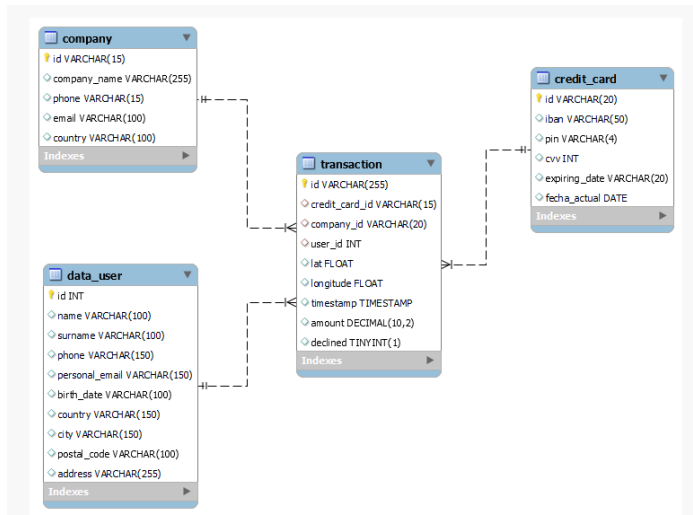 company
id VARCHAR(15)
company_name VARCHAR(255)
phone VARCHAR(15)
email VARCHAR(100)
country VARCHAR(100)
Indexes
credit_card
id VARCHAR(20)
iban VARCHAR(50)
pin VARCHAR(4)
cvv INT
expiring_date VARCHAR(20)
fecha_actual DATE
Indexes
transaction
id VARCHAR(255)
credit_card_id VARCHAR(15)
company_id VARCHAR(20)
user_id INT
lat FLOAT
longitude FLOAT
timestamp TIMESTAMP
amount DECIMAL(10,2)
declined TINYINT(1)
Indexes
data_user
id INT
name VARCHAR(100)
surname VARCHAR(100)
phone VARCHAR(150)
personal_email VARCHAR(150)
birth_date VARCHAR(100)
country VARCHAR(150)
city VARCHAR(150)
postal_code VARCHAR(100)
address VARCHAR(255)
Indexes